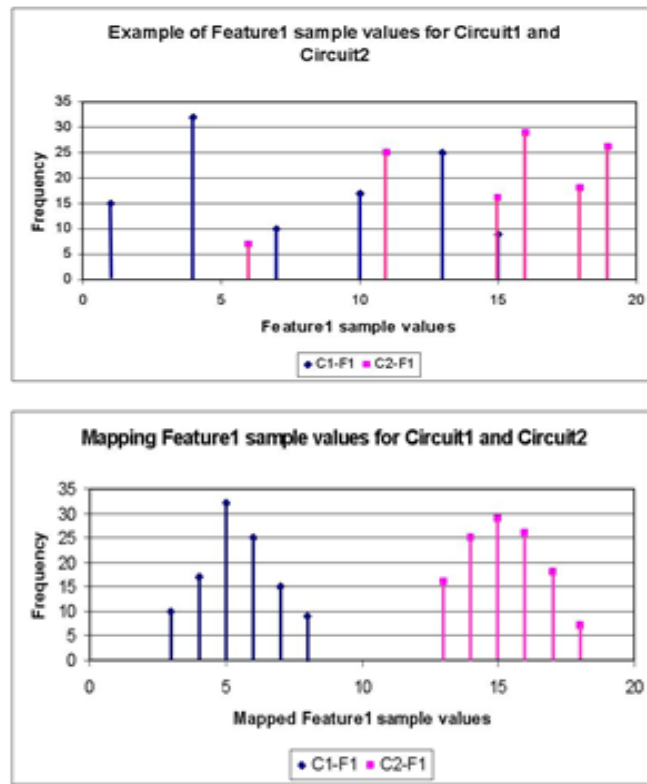 Example of Feature1 sample values for Circuit1 and
Circuit2
35
30
25
20
15
10
5
0
Frequency
0 5 10 15 20
Feature1 sample values
C1-F1 C2-F1
Mapping Feature1 sample values for Circuit1 and Circuit2
35
30
25
20
15
10
5
0
Frequency
0 5 10 15 20
Mapped Feature1 sample values
C1-F1 C2-F1